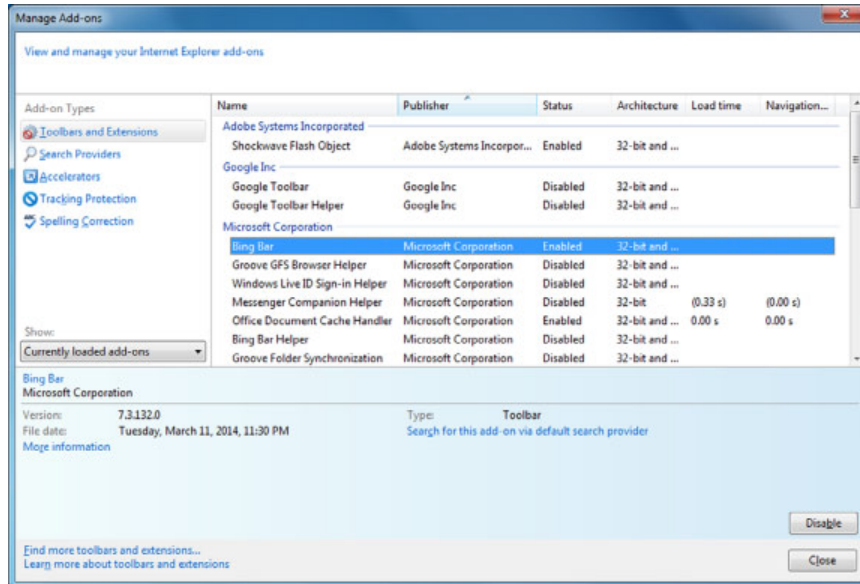 Manage Add-ons
View and manage your Internet Explorer add-ons
Add-on Types
Toolbars and Extensions
Search Providers
Accelerators
Tracking Protection
Spelling Correction
Show:
Currently loaded add-ons
Name Publisher Status Architecture Load time Navigation...
Adobe Systems Incorporated
Shockwave Flash Object Adobe Systems Incorpor... Enabled 32-bit and ...
Google Inc
Google Toolbar Google Inc Disabled 32-bit and ...
Google Toolbar Helper Google Inc Disabled 32-bit and ...
Microsoft Corporation
Bing Bar Microsoft Corporation Enabled 32-bit and ...
Groove GFS Browser Helper Microsoft Corporation Disabled 32-bit and ...
Windows Live ID Sign-in Helper Microsoft Corporation Disabled 32-bit and ...
Messenger Companion Helper Microsoft Corporation Disabled 32-bit (0.33 s) (0.00 s)
Office Document Cache Handler Microsoft Corporation Enabled 32-bit and ... 0.00 s 0.00 s
Bing Bar Helper Microsoft Corporation Disabled 32-bit and ...
Groove Folder Synchronization Microsoft Corporation Disabled 32-bit and ...
Bing Bar
Microsoft Corporation
Version: 7.3.132.0 Type: Toolbar
File date: Tuesday, March 11, 2014, 11:30 PM Search for this add-on via default search provider
More information
Disable
Find more toolbars and extensions...
Learn more about toolbars and extensions
Close